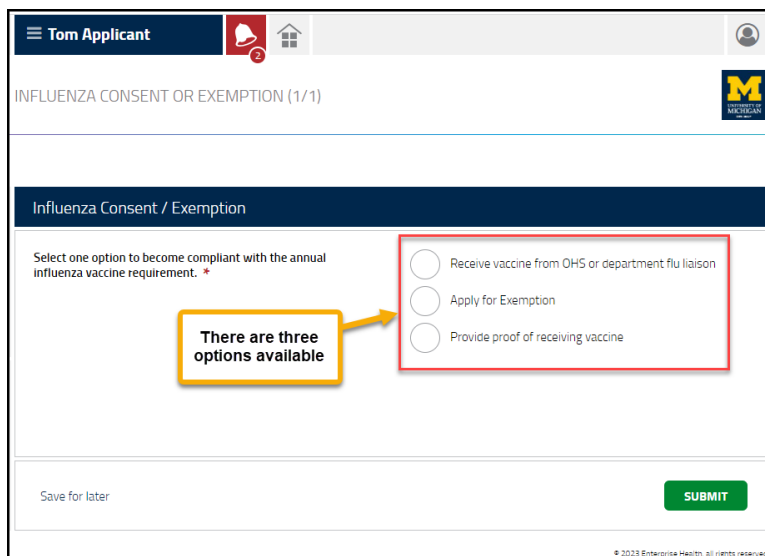 Tom Applicant
2
INFLUENZA CONSENT OR EXEMPTION (1/1)
M
UNIVERSITY OF
MICHIGAN
Influenza Consent / Exemption
Select one option to become compliant with the annual
influenza vaccine requirement. *
Receive vaccine from OHS or department flu liaison
Apply for Exemption
Provide proof of receiving vaccine
There are three
options available
Save for later
SUBMIT
© 2023 Enterprise Health, all rights reserved